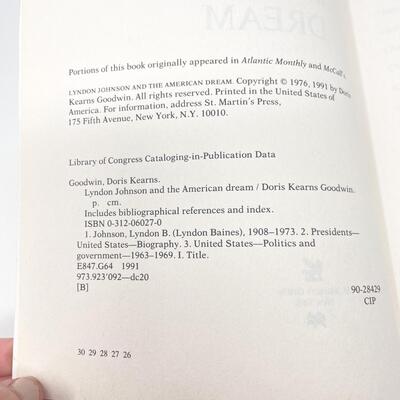 DREAM
Portions of this book originally appeared in Atlantic Monthly and McCall's.
LYNDON JOHNSON AND THE AMERICAN DREAM. Copyright © 1976, 1991 by Doris
Kearns Goodwin. All rights reserved. Printed in the United States of
America. For information, address St. Martin's Press,
175 Fifth Avenue, New York, N.Y. 10010.
Library of Congress Cataloging-in-Publication Data
Goodwin, Doris Kearns.
Lyndon Johnson and the American dream / Doris Kearns Goodwin.
p. cm.
Includes bibliographical references and index.
ISBN 0-312-06027-0
1. Johnson, Lyndon B. (Lyndon Baines), 1908–1973. 2. Presidents—
United States—Biography. 3. United States—Politics and
government—1963–1969. I. Title.
E847.G64 1991
973.923'092—dc20
[B]
90-28429
CIP
30 29 28 27 26